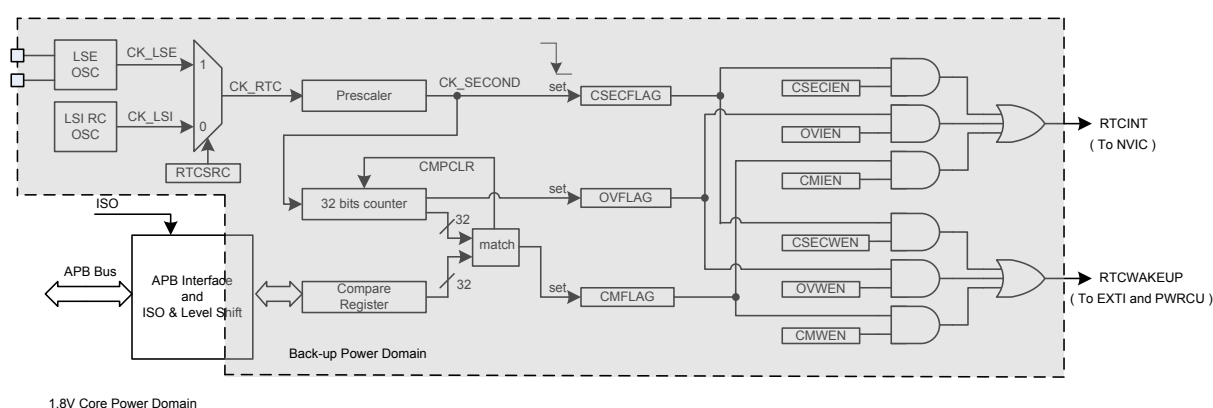 LSE
OSC
CK_LSE
1
CK_RTC
Prescaler
CK_SECOND
set
CSECFLAG
CSECIEN
LSI RC
OSC
CK_LSI
0
RTCSRC
OVIEN
RTCINT
( To NVIC )
CMPCLR
CMIEN
32 bits counter
set
OVFLAG
ISO
32
match
CSECWEN
APB Bus
APB Interface
and
ISO & Level Shift
Compare
Register
32
set
CMFLAG
OVWEN
RTCWAKEUP
( To EXTI and PWRCU )
CMWEN
Back-up Power Domain
1.8V Core Power Domain